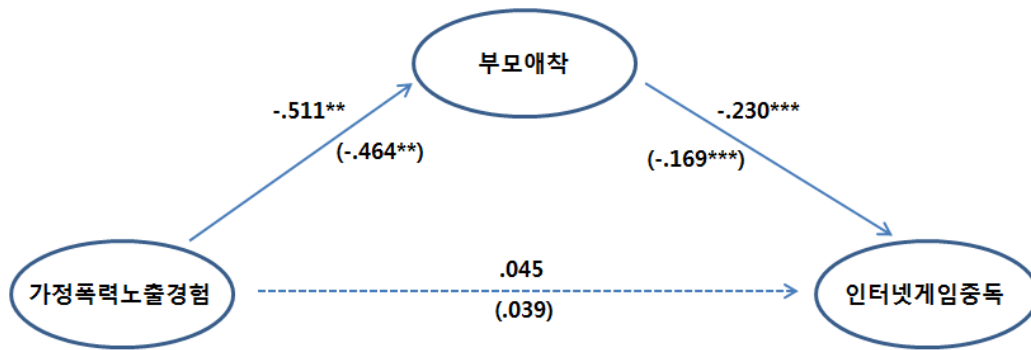 부모애착
-.511**
-.230***
(-.464**)
(-.169***)
가정폭력노출경험
.045
(.039)
인터넷게임중독